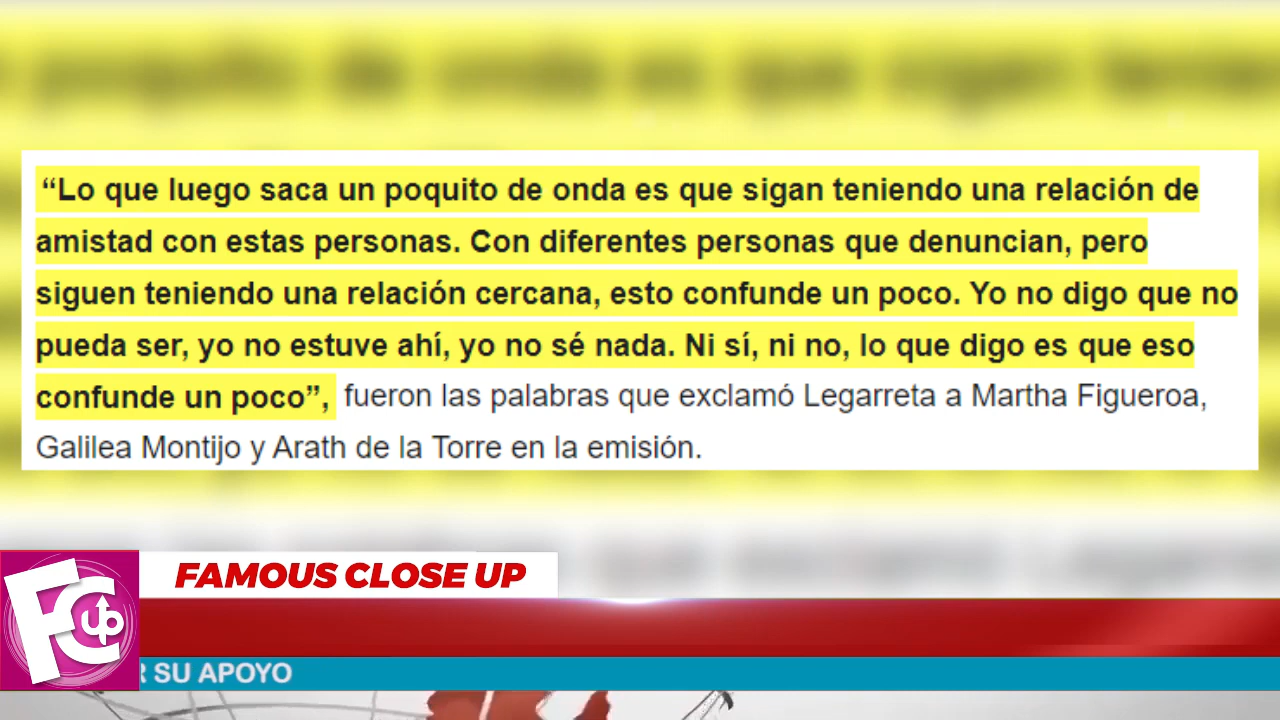 “Lo que luego saca un poquito de onda es que sigan teniendo una relación de
amistad con estas personas. Con diferentes personas que denuncian, pero
siguen teniendo una relación cercana, esto confunde un poco. Yo no digo que no
pueda ser, yo no estuve ahí, yo no sé nada. Ni sí, ni no, lo que digo es que eso
confunde un poco”, fueron las palabras que exclamó Legarreta a Martha Figueroa,
Galilea Montijo y Arath de la Torre en la emisión.
FAMOUS CLOSE UP
FC up
R SU APOYO